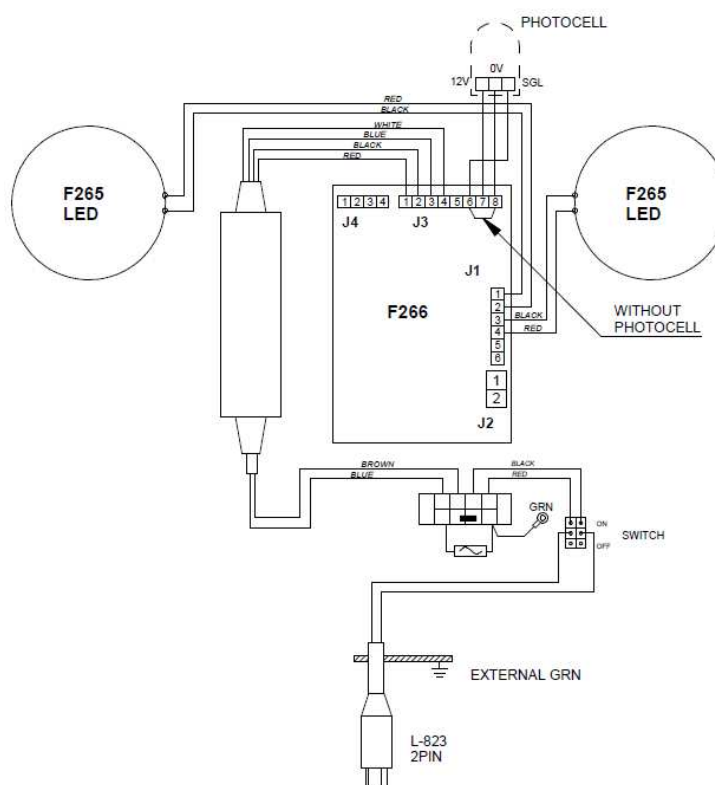 PHOTOCELL
0V
12V
SGL
RED
BLACK
WHITE
BLUE
BLACK
RED
F265
LED
F265
LED
1 2 3 4
1 2 3 4 5 6 7 8
J4
J3
J1
F266
1
2
3
4
5
6
BLACK
RED
WITHOUT
PHOTOCELL
1
2
J2
BROWN
BLUE
BLACK
RED
GRN
ON
OFF
SWITCH
EXTERNAL GRN
L-823
2PIN